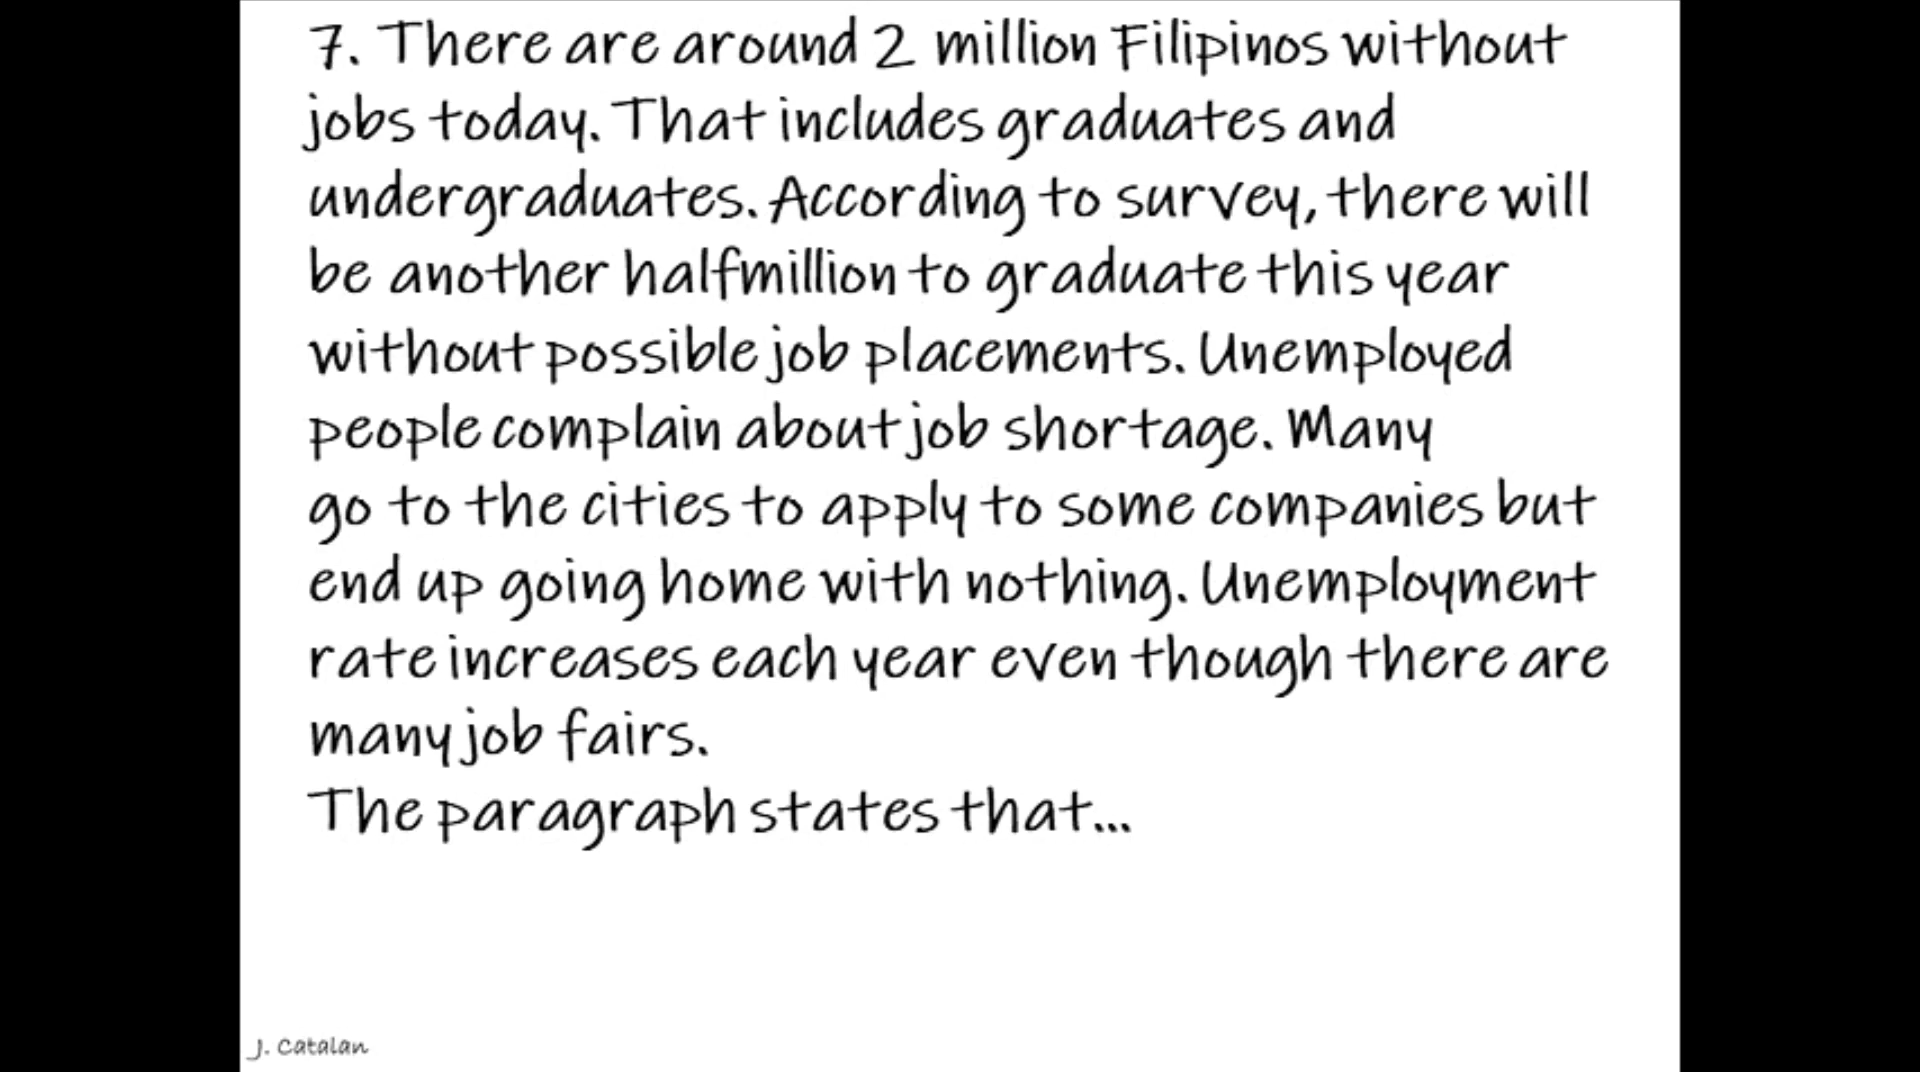 7. There are around 2 million Filipinos without
jobs today. That includes graduates and
undergraduates. According to survey, there will
be another halfmillion to graduate this year
without possible job placements. Unemployed
people complain about job shortage. Many
go to the cities to apply to some companies but
end up going home with nothing. Unemployment
rate increases each year even though there are
many job fairs.
The paragraph states that...
J. Catalan